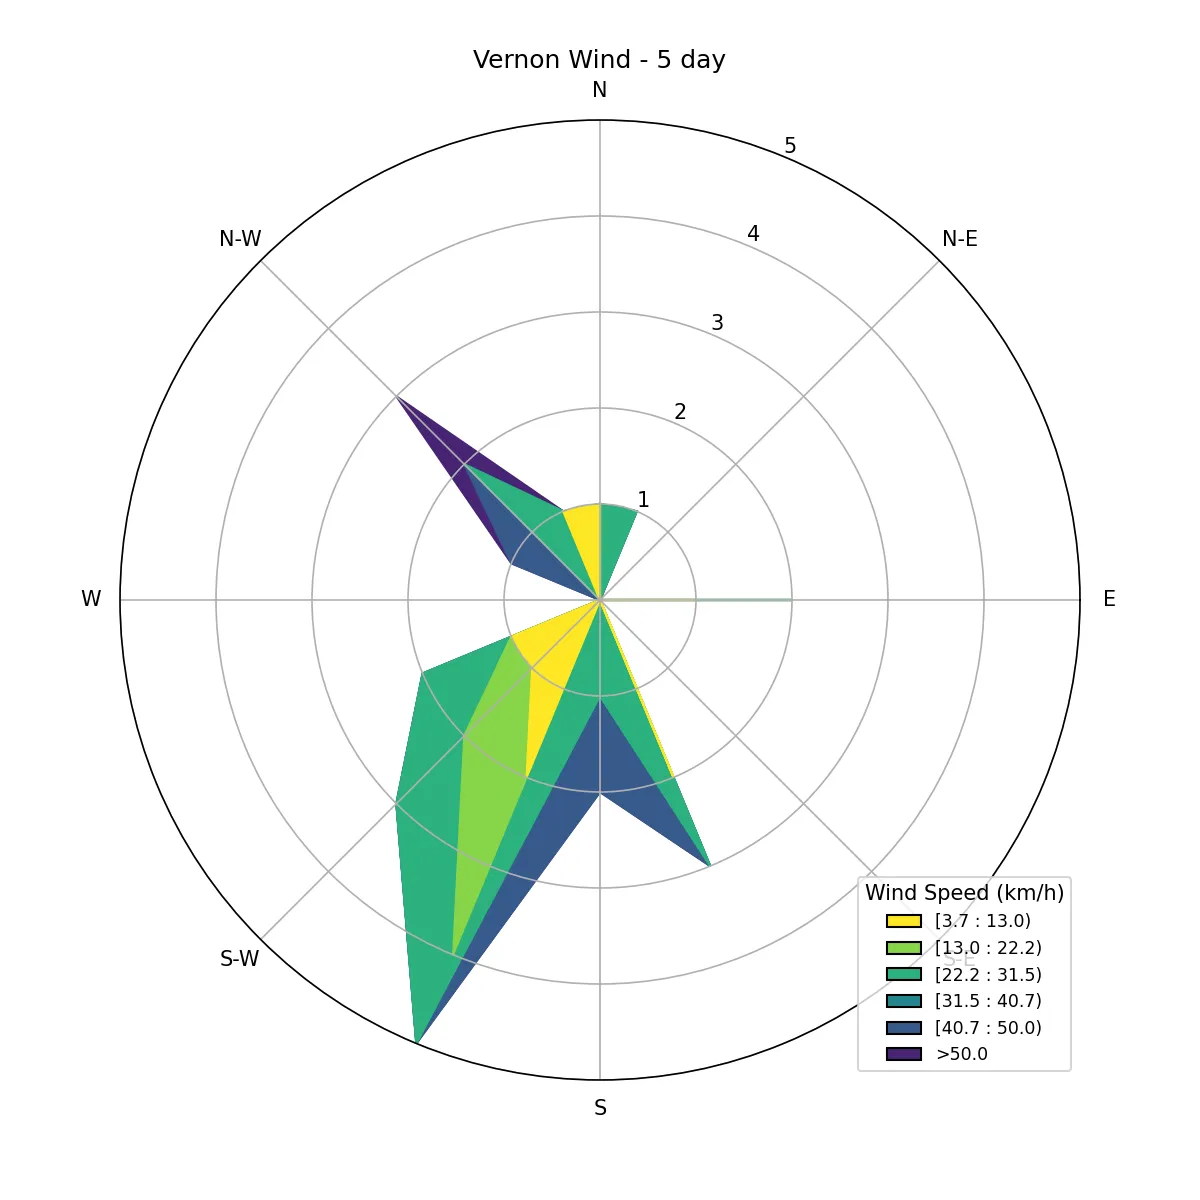 Vernon Wind - 5 day
N
5
N-W
N-E
4
3
2
1
W
E
Wind Speed (km/h)
[3.7 : 13.0)
[13.0 : 22.2)
S-W
S-E
[22.2 : 31.5)
[31.5 : 40.7)
[40.7 : 50.0)
>50.0
S